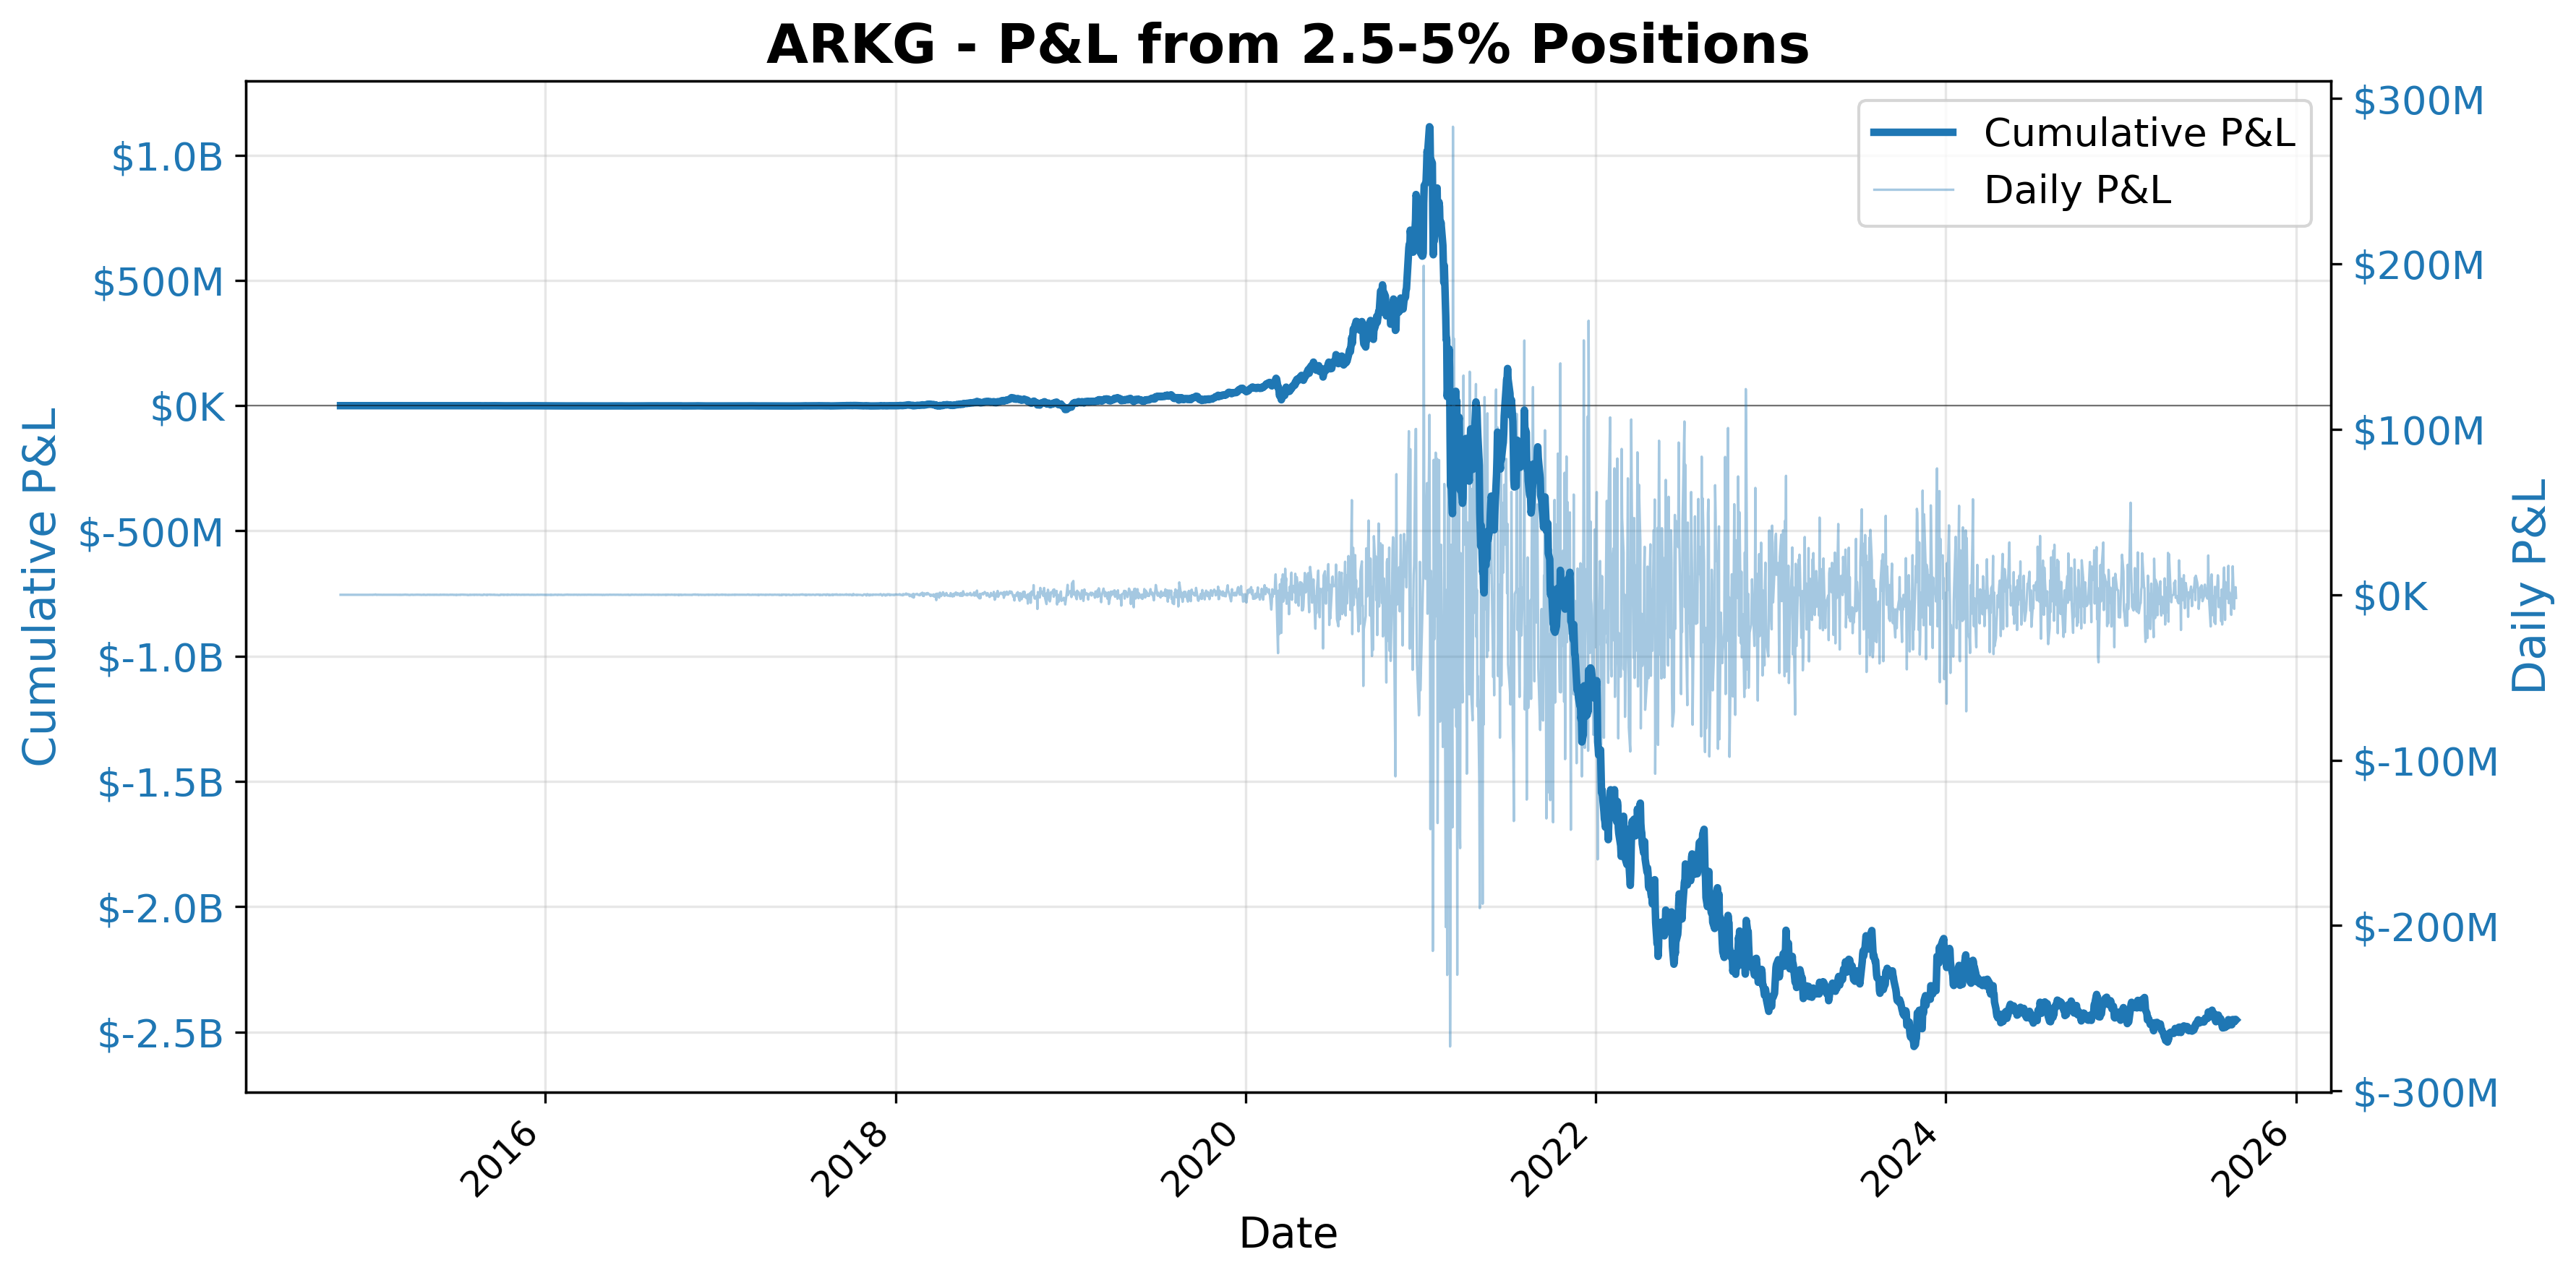 ARKG - P&L from 2.5-5% Positions
Cumulative P&L
Daily P&L
$1.0B
$500M
$0K
$-500M
$-1.0B
$-1.5B
$-2.0B
$-2.5B
Cumulative P&L
$300M
$200M
$100M
$0K
$-100M
$-200M
$-300M
Daily P&L
2016
2018
2020
2022
2024
2026
Date